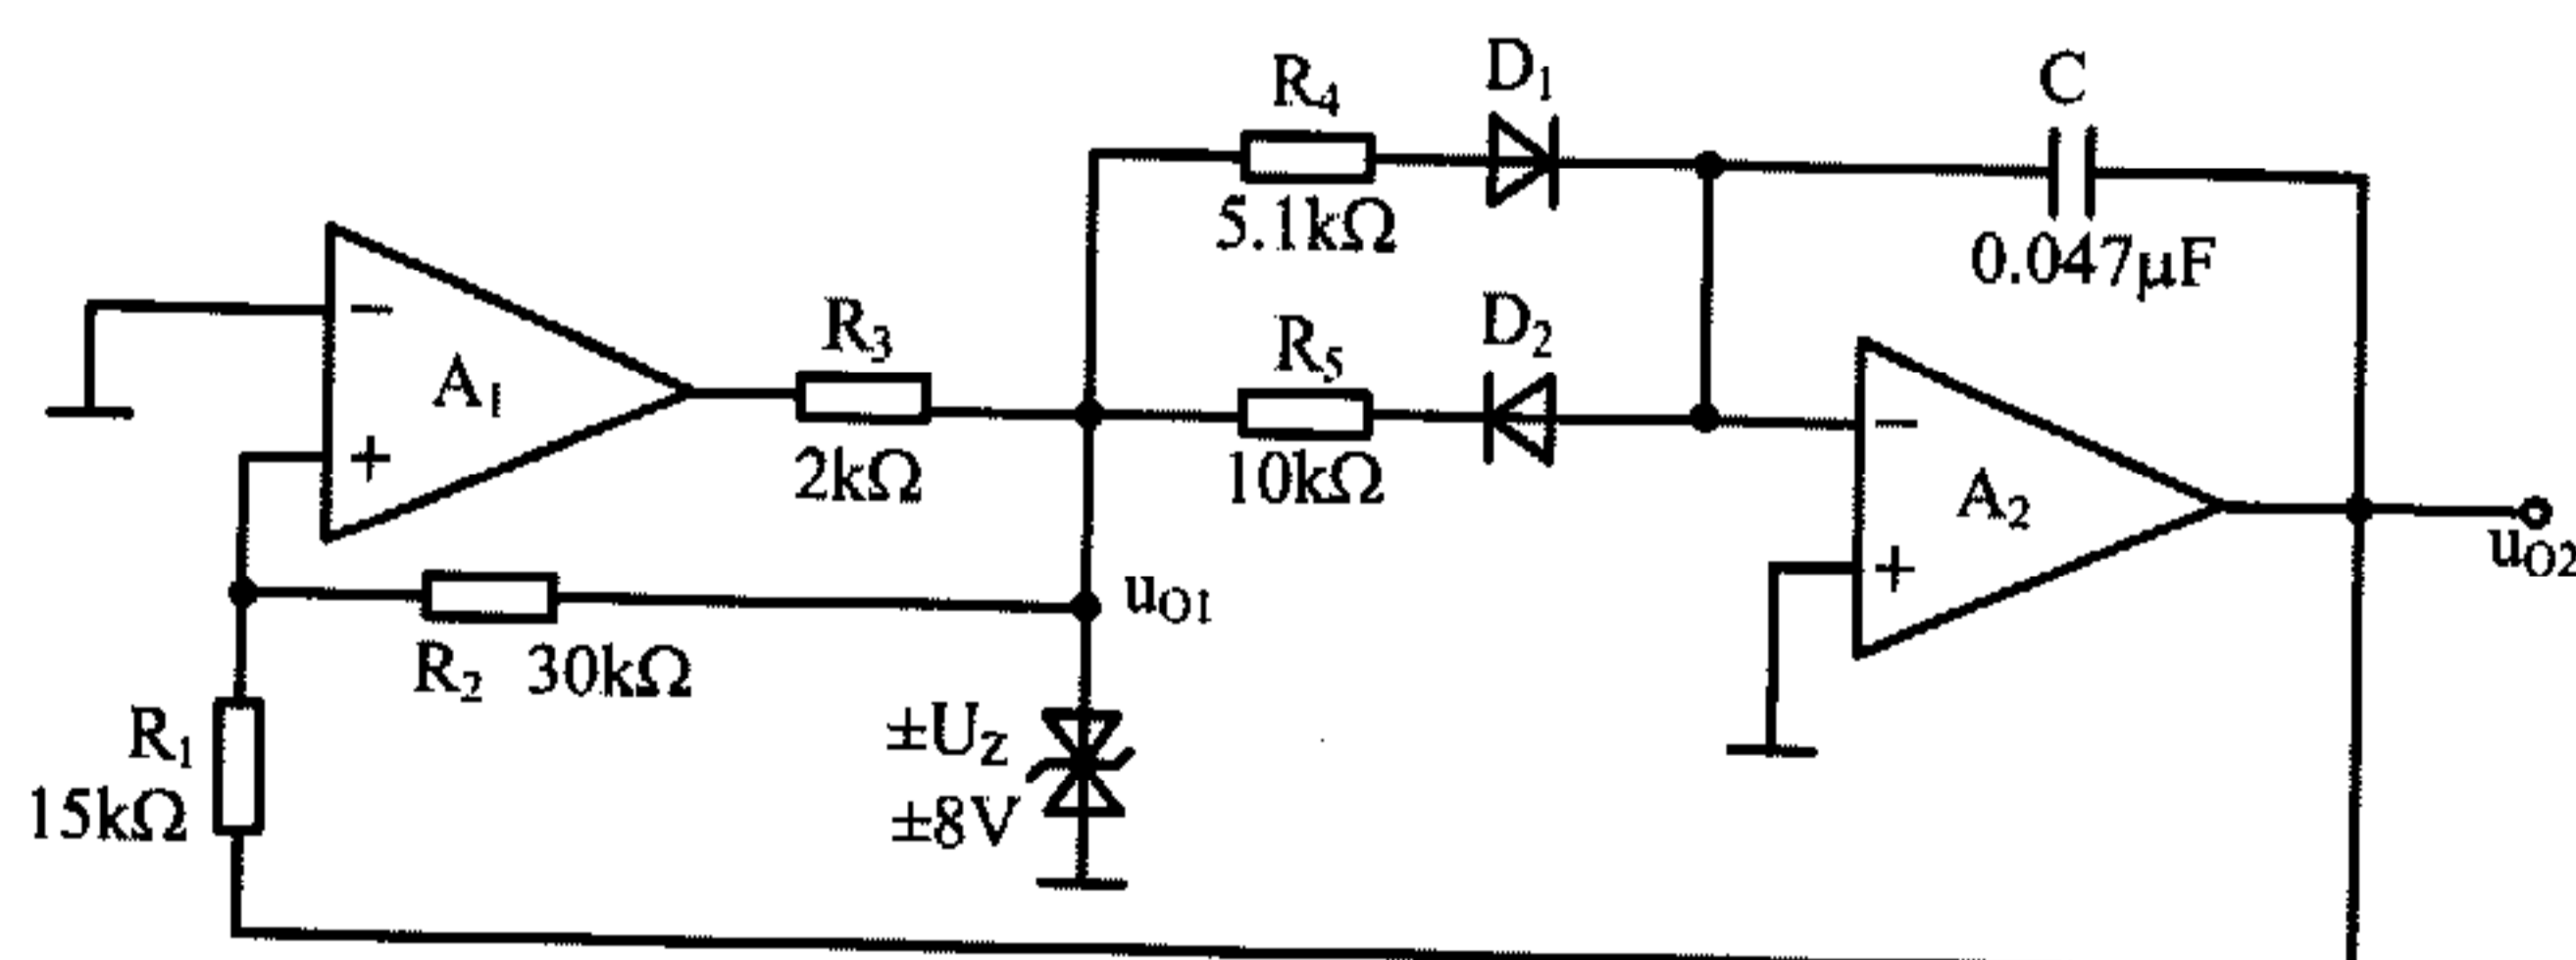 R₄
5.1kΩ
D₁
C
0.047μF
−
A₁
+
R₃
2kΩ
R₅
10kΩ
D₂
−
A₂
+
uO2
R₂ 30kΩ
uO1
R₁
15kΩ
±UZ
±8V